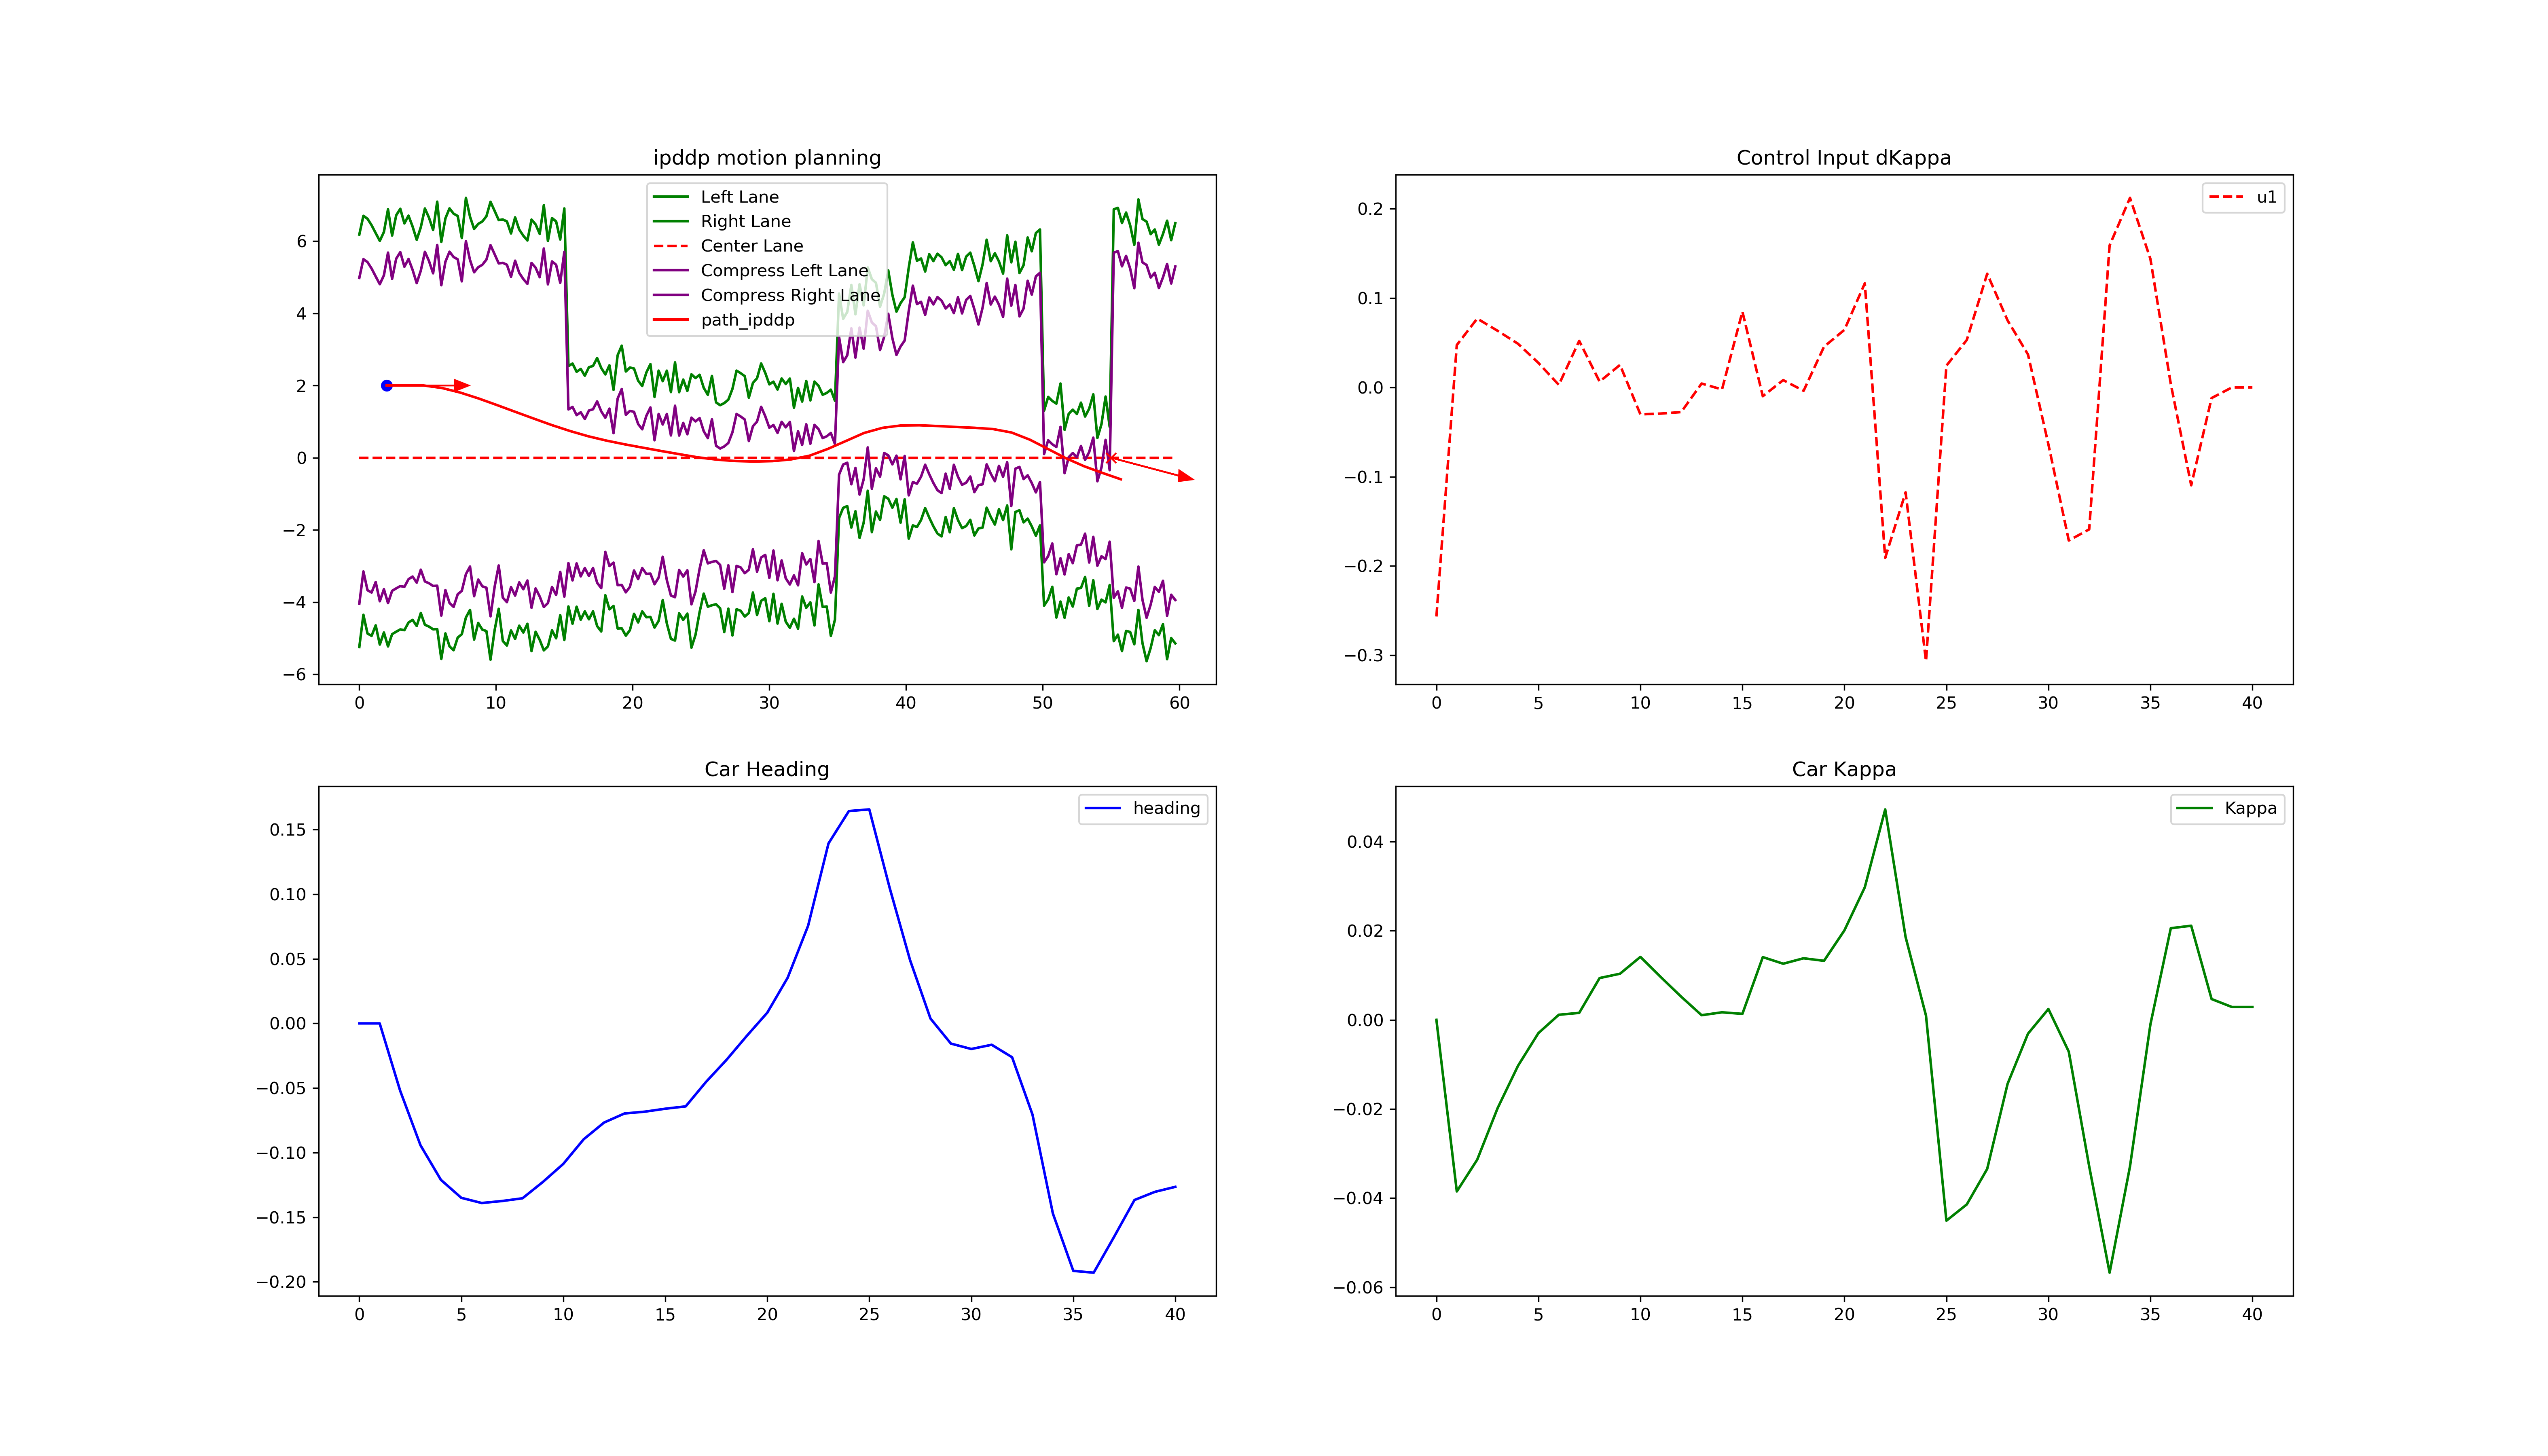 ipddp motion planning
Left Lane
Right Lane
Center Lane
Compress Left Lane
Compress Right Lane
path_ipddp
6
4
2
0
−2
−4
−6
0 10 20 30 40 50 60
Control Input dKappa
u1
0.2
0.1
0.0
−0.1
−0.2
−0.3
0 5 10 15 20 25 30 35 40
Car Heading
heading
0.15
0.10
0.05
0.00
−0.05
−0.10
−0.15
−0.20
0 5 10 15 20 25 30 35 40
Car Kappa
Kappa
0.04
0.02
0.00
−0.02
−0.04
−0.06
0 5 10 15 20 25 30 35 40